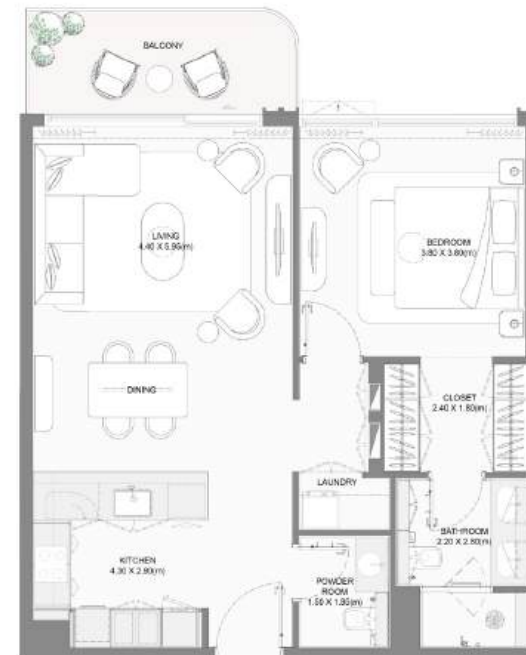 BALCONY
LIVING
4.40 X 5.95(m)
BEDROOM
3.80 X 3.80(m)
DINING
CLOSET
2.40 X 1.80(m)
LAUNDRY
BATHROOM
2.20 X 2.80(m)
KITCHEN
4.30 X 2.90(m)
POWDER
ROOM
1.50 X 1.95(m)